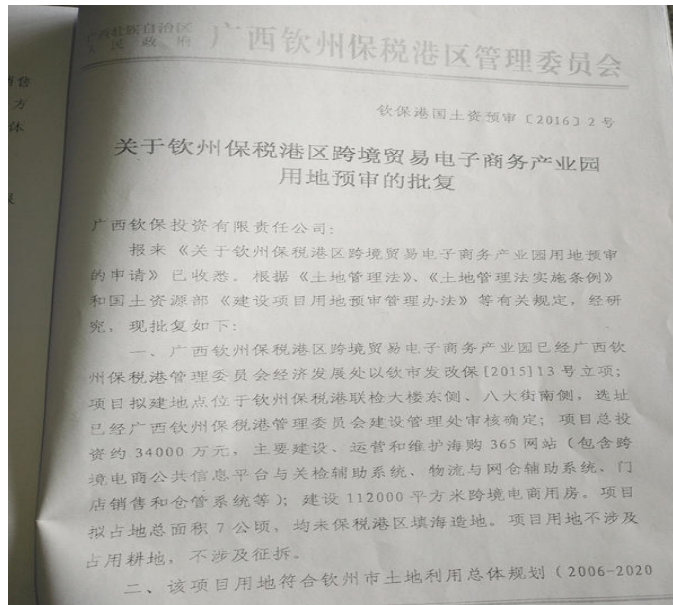 广西壮族自治区
人民政府
广西钦州保税港区管理委员会
钦保港国土资预审〔2016〕2号
关于钦州保税港区跨境贸易电子商务产业园
用地预审的批复
广西钦保投资有限责任公司:
报来《关于钦州保税港区跨境贸易电子商务产业园用地预审
的申请》已收悉。根据《土地管理法》、《土地管理法实施条例》
和国土资源部《建设项目用地预审管理办法》等有关规定，经研
究，现批复如下:
一、广西钦州保税港区跨境贸易电子商务产业园已经广西钦
州保税港管理委员会经济发展处以钦市发改保[2015]13号立项;
项目拟建地点位于钦州保税港联检大楼东侧、八大街南侧，选址
已经广西钦州保税港管理委员会建设管理处审核确定; 项目总投
资约 34000 万元，主要建设、运营和维护海购 365 网站（包含跨
境电商公共信息平台与关检辅助系统、物流与网仓辅助系统、门
店销售和仓管系统等）; 建设 112000 平方米跨境电商用房。项目
拟占地总面积 7 公顷，均未保税港区填海造地。项目用地不涉及
占用耕地，不涉及征拆。
二、该项目用地符合钦州市土地利用总体规划（2006-2020
售
方
体